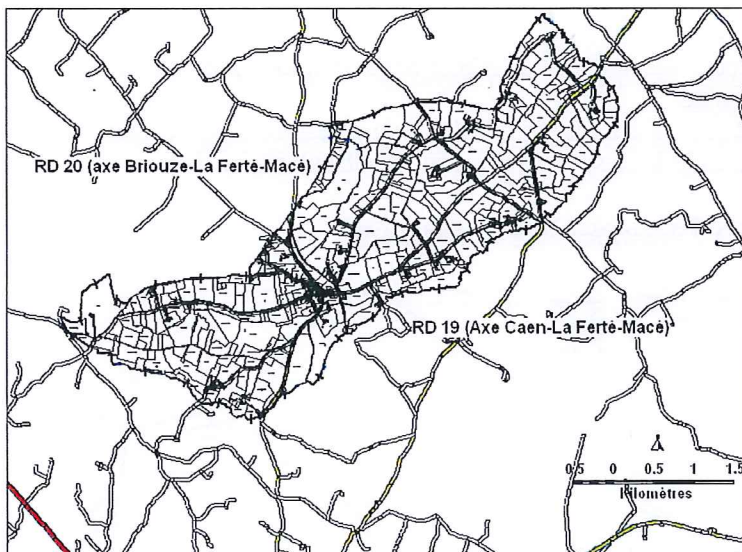 RD 20 (axe Briouze-La Ferté-Macé)
RD 19 (Axe Caen-La Ferté-Macé)
0.5 0 0.5 1 1.5
kilomètres